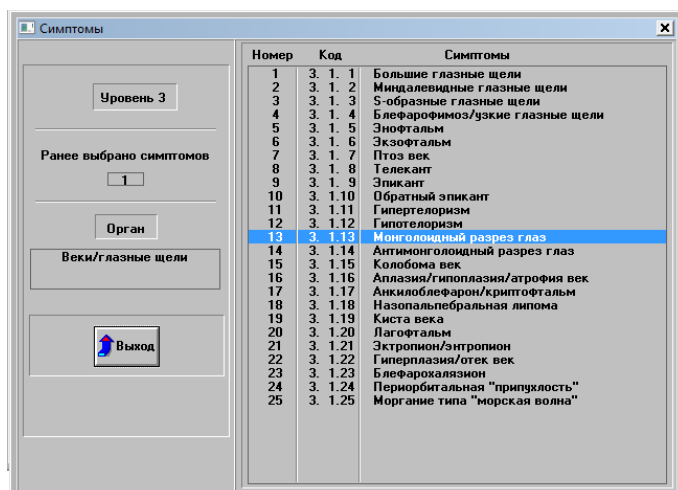 Симптомы
Уровень 3
Ранее выбрано симптомов
1
Орган
Веки/глазные щели
Выход
Номер Код Симптомы
1 3. 1. 1 Большие глазные щели
2 3. 1. 2 Миндалевидные глазные щели
3 3. 1. 3 S-образные глазные щели
4 3. 1. 4 Блефарофимоз/узкие глазные щели
5 3. 1. 5 Энофтальм
6 3. 1. 6 Экзофтальм
7 3. 1. 7 Птоз век
8 3. 1. 8 Телекант
9 3. 1. 9 Эпикант
10 3. 1.10 Обратный эпикант
11 3. 1.11 Гипертелоризм
12 3. 1.12 Гипотелоризм
13 3. 1.13 Монголоидный разрез глаз
14 3. 1.14 Антимонголоидный разрез глаз
15 3. 1.15 Колобома век
16 3. 1.16 Аплазия/гипоплазия/атрофия век
17 3. 1.17 Анкилоблефарон/криптофтальм
18 3. 1.18 Назопальпебральная липома
19 3. 1.19 Киста века
20 3. 1.20 Лагофтальм
21 3. 1.21 Эктропион/энтропион
22 3. 1.22 Гиперплазия/отек век
23 3. 1.23 Блефарохалязион
24 3. 1.24 Периорбитальная "припухлость"
25 3. 1.25 Моргание типа "морская волна"